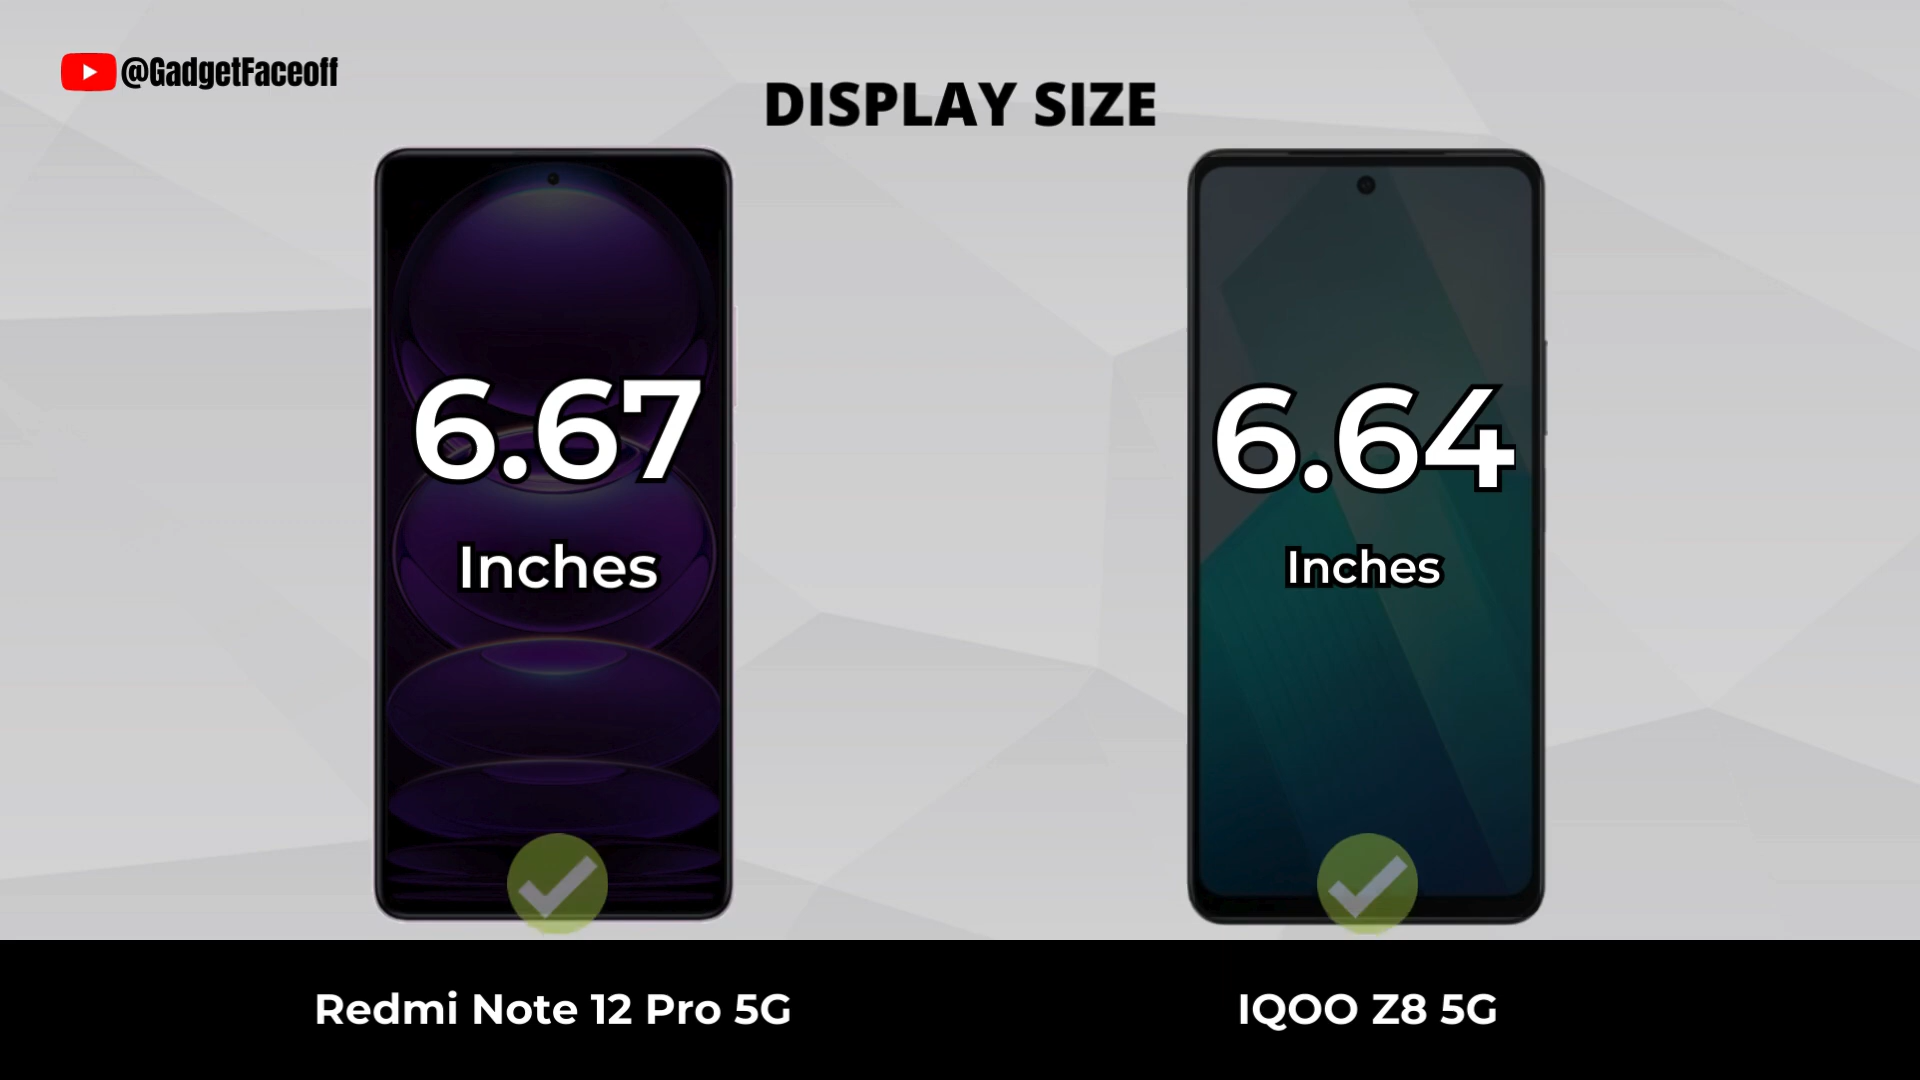 @GadgetFaceoff
DISPLAY SIZE
6.67
Inches
6.64
Inches
Redmi Note 12 Pro 5G
IQOO Z8 5G